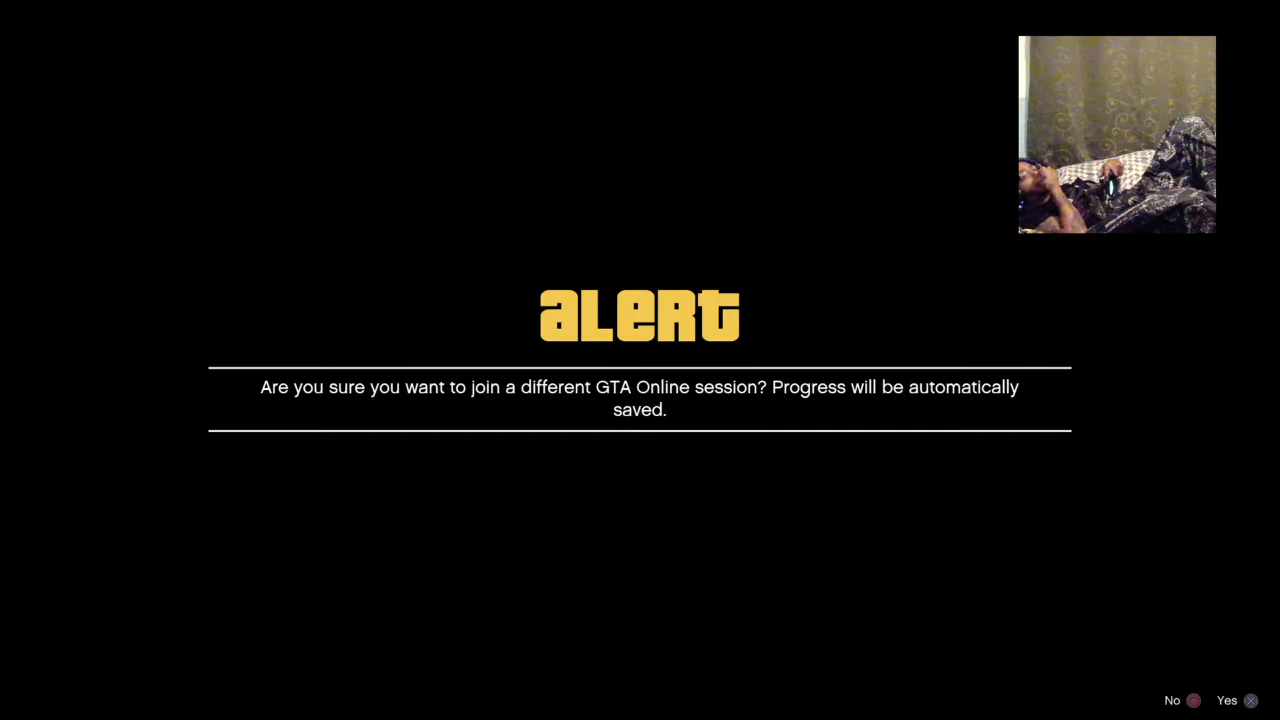 alert
Are you sure you want to join a different GTA Online session? Progress will be automatically
saved.
No Yes